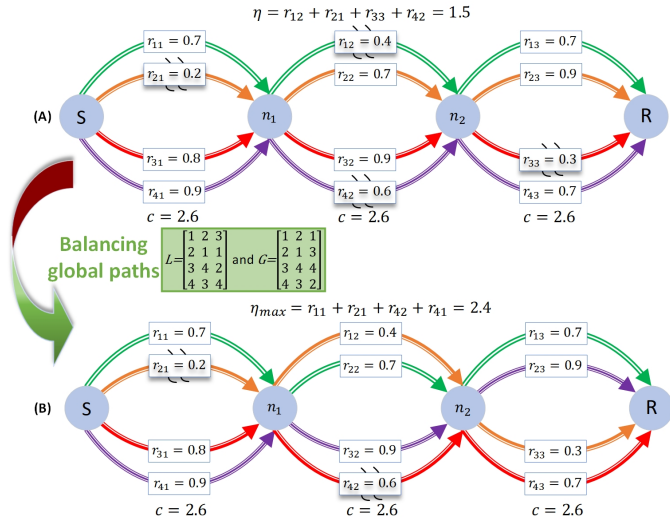 η = r₁₂ + r₂₁ + r₃₃ + r₄₂ = 1.5
r₁₁ = 0.7 r₁₂ = 0.4 r₁₃ = 0.7
r₂₁ = 0.2 r₂₂ = 0.7 r₂₃ = 0.9
(A) S n₁ n₂ R
r₃₁ = 0.8 r₃₂ = 0.9 r₃₃ = 0.3
r₄₁ = 0.9 r₄₂ = 0.6 r₄₃ = 0.7
c = 2.6 c = 2.6 c = 2.6
Balancing
global paths
L= [1 2 3; 2 1 1; 3 4 2; 4 3 4] and G= [1 2 1; 2 1 3; 3 4 4; 4 3 2]
η_max = r₁₁ + r₂₁ + r₄₂ + r₄₁ = 2.4
r₁₁ = 0.7 r₁₂ = 0.4 r₁₃ = 0.7
r₂₁ = 0.2 r₂₂ = 0.7 r₂₃ = 0.9
(B) S n₁ n₂ R
r₃₁ = 0.8 r₃₂ = 0.9 r₃₃ = 0.3
r₄₁ = 0.9 r₄₂ = 0.6 r₄₃ = 0.7
c = 2.6 c = 2.6 c = 2.6